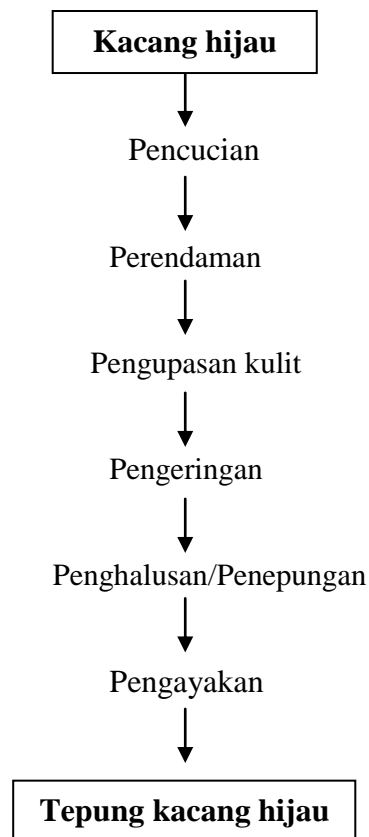 Kacang hijau
Pencucian
Perendaman
Pengupasan kulit
Pengeringan
Penghalusan/Penepungan
Pengayakan
Tepung kacang hijau